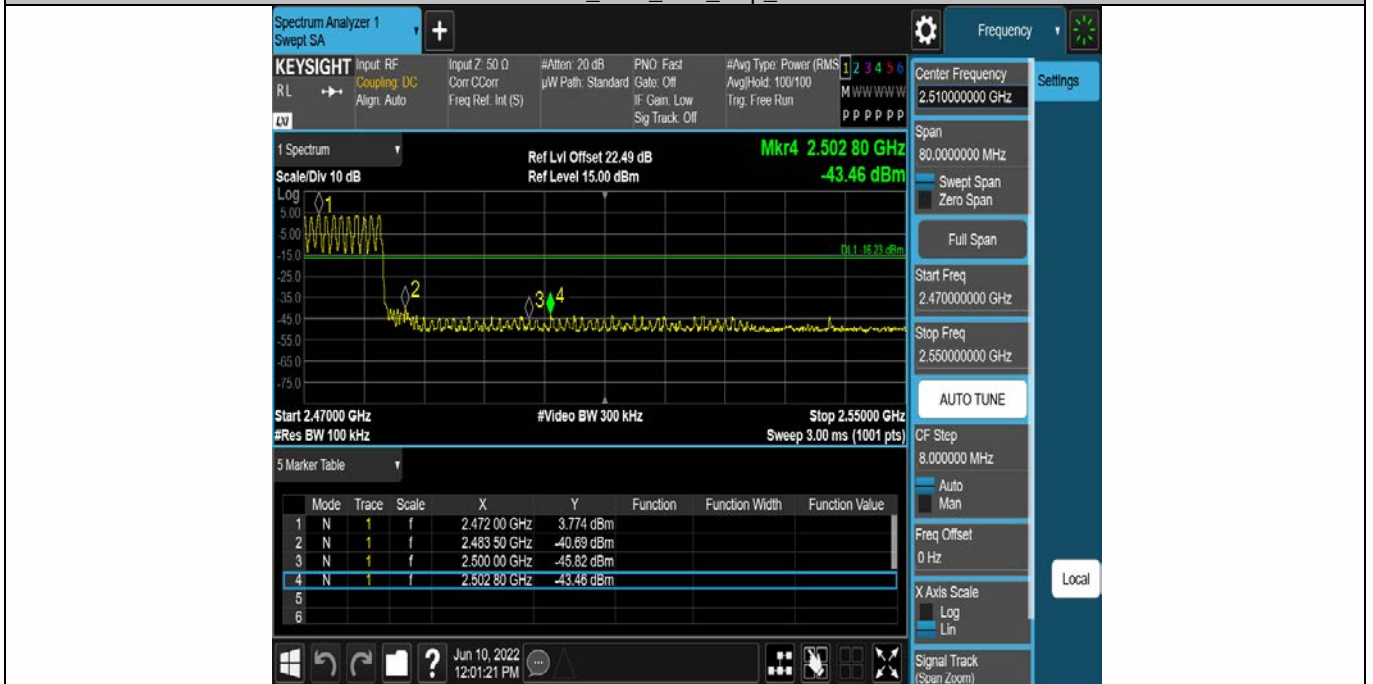 Spectrum Analyzer 1
Swept SA
+
Frequency
KEYSIGHT
RL
Input: RF
Coupling: DC
Align: Auto
Input Z: 50 Ω
Corr CCorr
Freq Ref: Int (S)
#Atten: 20 dB
µW Path: Standard
PNO: Fast
Gate: Off
IF Gain: Low
Sig Track: Off
#Avg Type: Power (RMS
Avg|Hold: 100/100
Trig: Free Run
1 2 3 4 5 6
M W W W W W
P P P P P P
1 Spectrum
Scale/Div 10 dB
Ref Lvl Offset 22.49 dB
Ref Level 15.00 dBm
Mkr4 2.502 80 GHz
-43.46 dBm
Log
5.00
-5.00
-15.0
-25.0
-35.0
-45.0
-55.0
-65.0
-75.0
1
2
3
4
DL1 -16.23 dBm
Start 2.47000 GHz
#Res BW 100 kHz
#Video BW 300 kHz
Stop 2.55000 GHz
Sweep 3.00 ms (1001 pts)
5 Marker Table
Mode Trace Scale X Y Function Function Width Function Value
1 N 1 f 2.472 00 GHz 3.774 dBm
2 N 1 f 2.483 50 GHz -40.69 dBm
3 N 1 f 2.500 00 GHz -45.82 dBm
4 N 1 f 2.502 80 GHz -43.46 dBm
5
6
?
Jun 10, 2022
12:01:21 PM
Center Frequency
2.510000000 GHz
Settings
Span
80.0000000 MHz
Swept Span
Zero Span
Full Span
Start Freq
2.470000000 GHz
Stop Freq
2.550000000 GHz
AUTO TUNE
CF Step
8.000000 MHz
Auto
Man
Freq Offset
0 Hz
X Axis Scale
Log
Lin
Local
Signal Track
(Span Zoom)